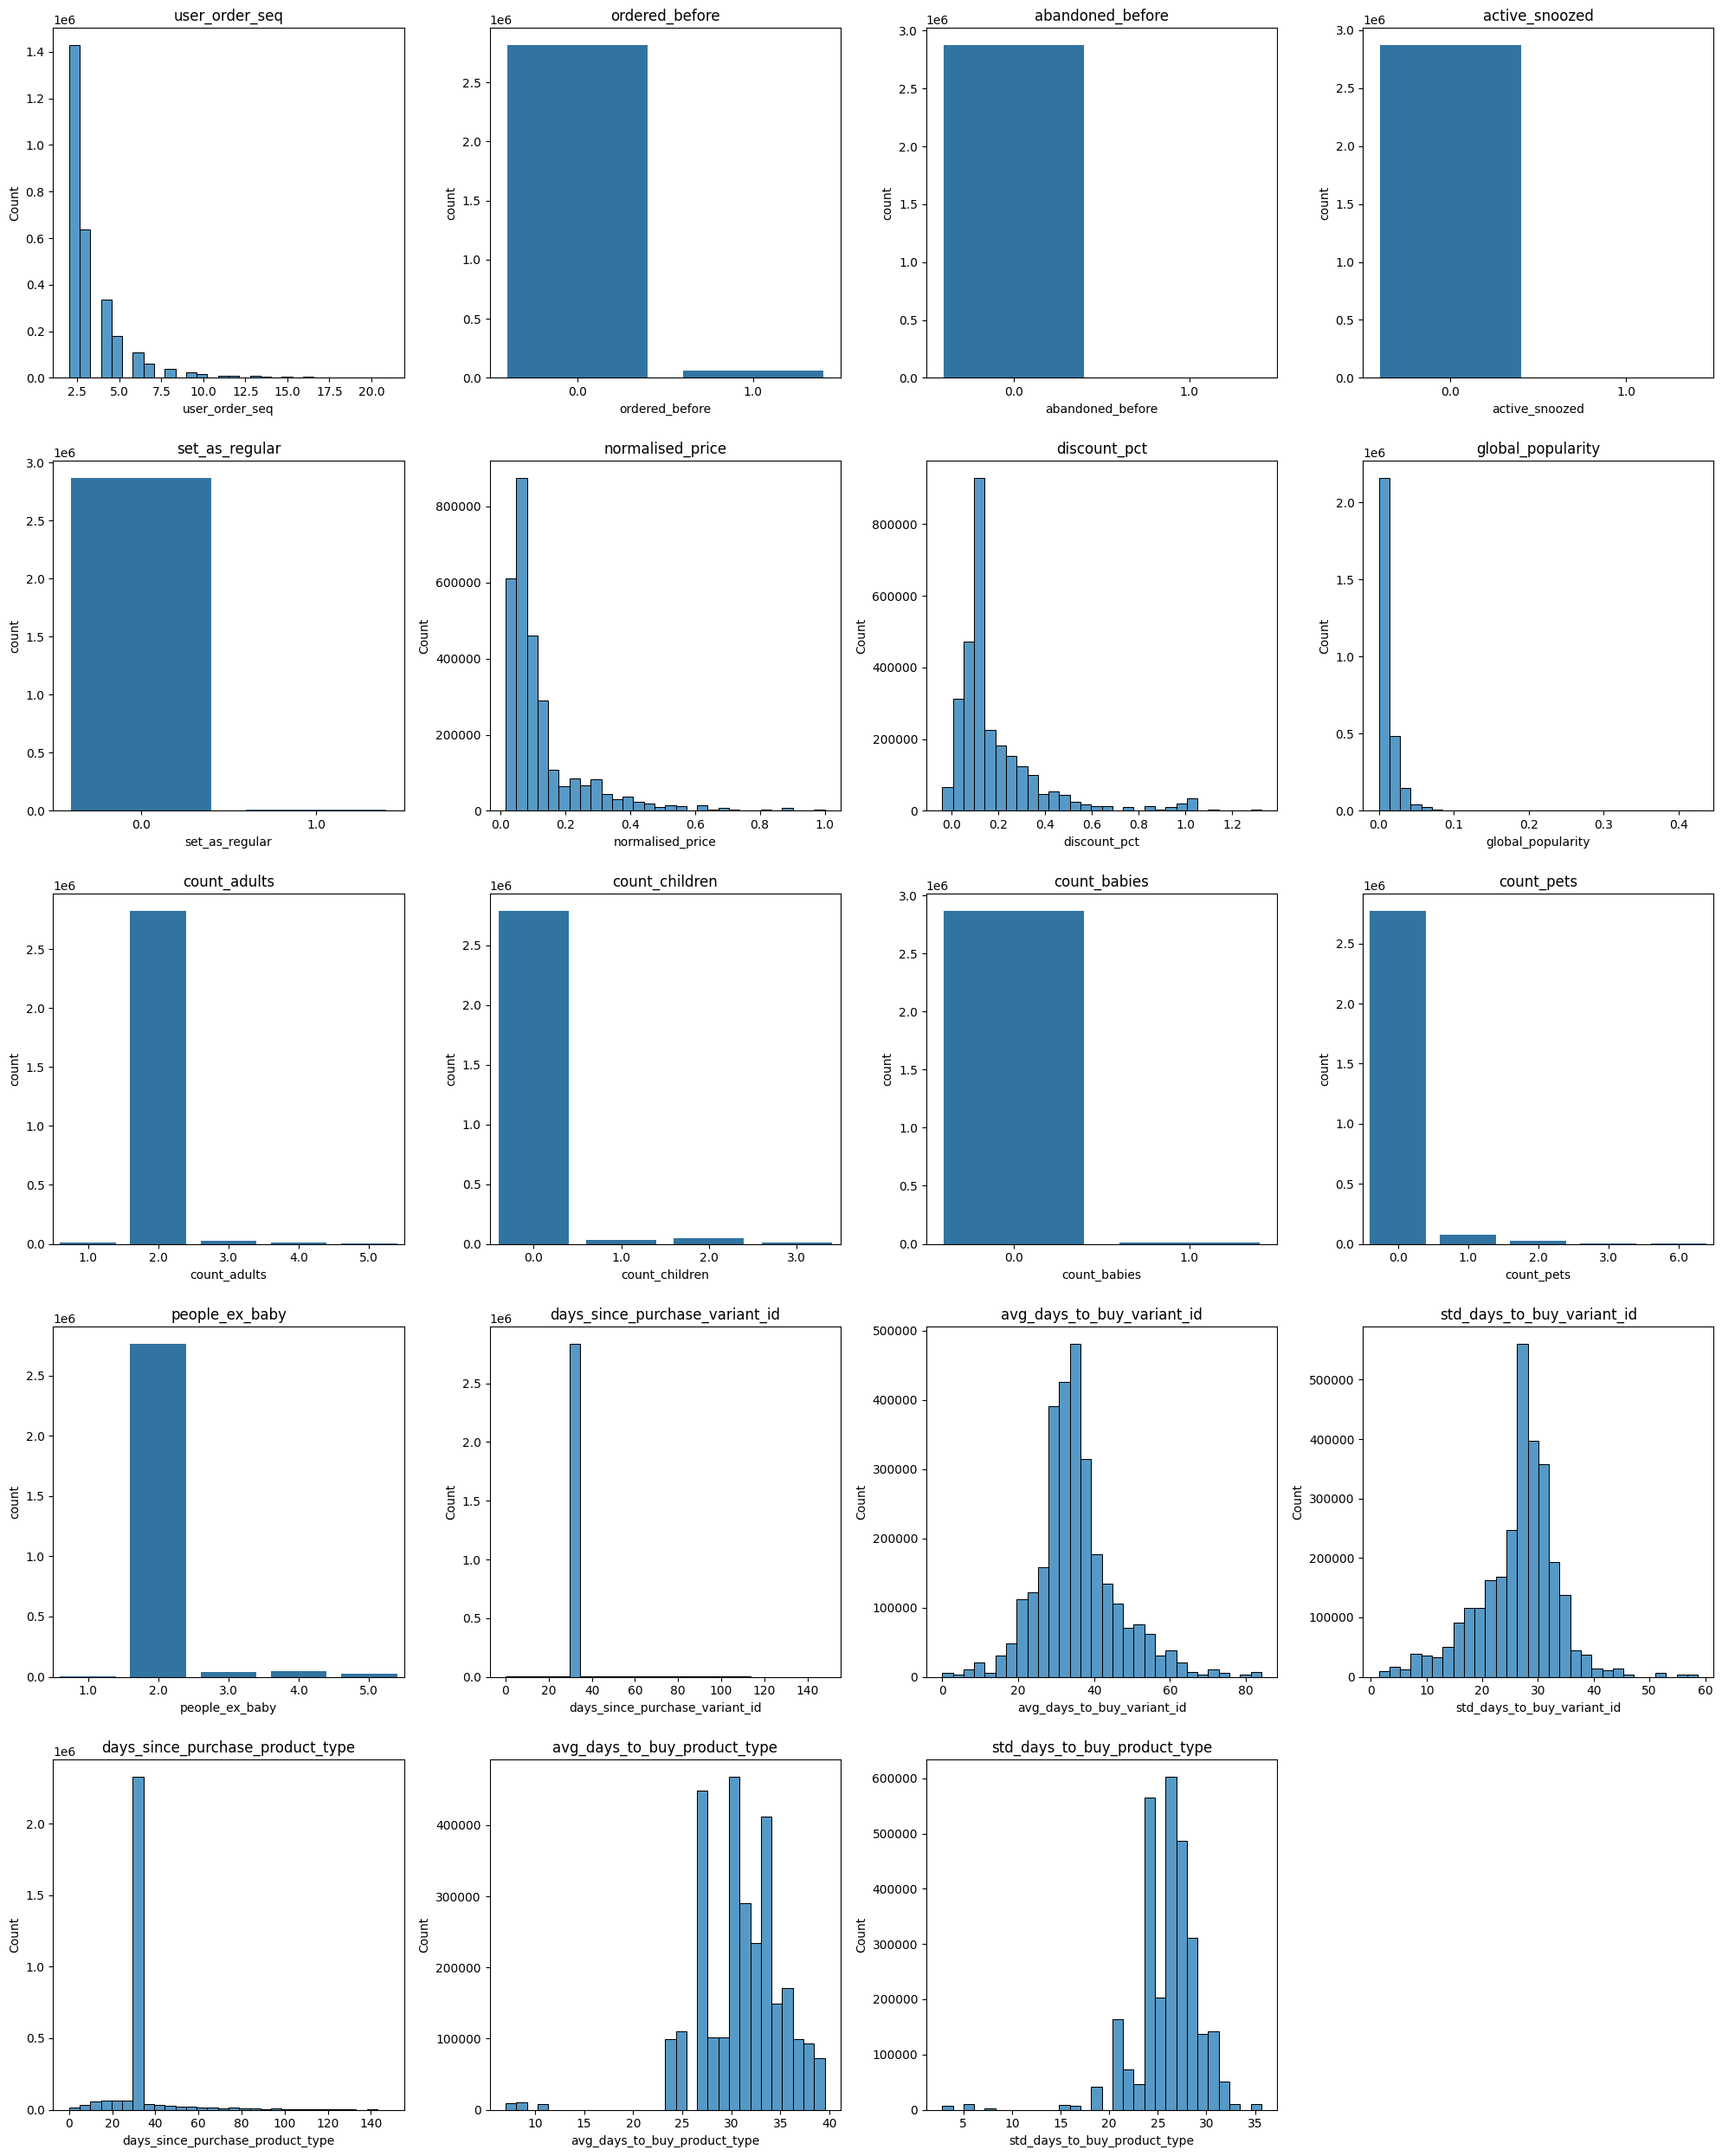 user_order_seq ordered_before abandoned_before active_snoozed
1e6 1e6 1e6 1e6
Count
1.4
1.2
1.0
0.8
0.6
0.4
0.2
0.0
2.5 5.0 7.5 10.0 12.5 15.0 17.5 20.0
user_order_seq
count
2.5
2.0
1.5
1.0
0.5
0.0
0.0 1.0
ordered_before
count
3.0
2.5
2.0
1.5
1.0
0.5
0.0
0.0 1.0
abandoned_before
count
3.0
2.5
2.0
1.5
1.0
0.5
0.0
0.0 1.0
active_snoozed
set_as_regular normalised_price discount_pct global_popularity
1e6 1e6
count
3.0
2.5
2.0
1.5
1.0
0.5
0.0
0.0 1.0
set_as_regular
Count
800000
600000
400000
200000
0
0.0 0.2 0.4 0.6 0.8 1.0
normalised_price
Count
800000
600000
400000
200000
0
0.0 0.2 0.4 0.6 0.8 1.0 1.2
discount_pct
Count
2.0
1.5
1.0
0.5
0.0
0.0 0.1 0.2 0.3 0.4
global_popularity
count_adults count_children count_babies count_pets
1e6 1e6 1e6 1e6
count
2.5
2.0
1.5
1.0
0.5
0.0
1.0 2.0 3.0 4.0 5.0
count_adults
count
2.5
2.0
1.5
1.0
0.5
0.0
0.0 1.0 2.0 3.0
count_children
count
3.0
2.5
2.0
1.5
1.0
0.5
0.0
0.0 1.0
count_babies
count
2.5
2.0
1.5
1.0
0.5
0.0
0.0 1.0 2.0 3.0 6.0
count_pets
people_ex_baby days_since_purchase_variant_id avg_days_to_buy_variant_id std_days_to_buy_variant_id
1e6 1e6
count
2.5
2.0
1.5
1.0
0.5
0.0
1.0 2.0 3.0 4.0 5.0
people_ex_baby
Count
2.5
2.0
1.5
1.0
0.5
0.0
0 20 40 60 80 100 120 140
days_since_purchase_variant_id
Count
500000
400000
300000
200000
100000
0
0 20 40 60 80
avg_days_to_buy_variant_id
Count
500000
400000
300000
200000
100000
0
0 10 20 30 40 50 60
std_days_to_buy_variant_id
days_since_purchase_product_type avg_days_to_buy_product_type std_days_to_buy_product_type
1e6
Count
2.0
1.5
1.0
0.5
0.0
0 20 40 60 80 100 120 140
days_since_purchase_product_type
Count
400000
300000
200000
100000
0
10 15 20 25 30 35 40
avg_days_to_buy_product_type
Count
600000
500000
400000
300000
200000
100000
0
5 10 15 20 25 30 35
std_days_to_buy_product_type